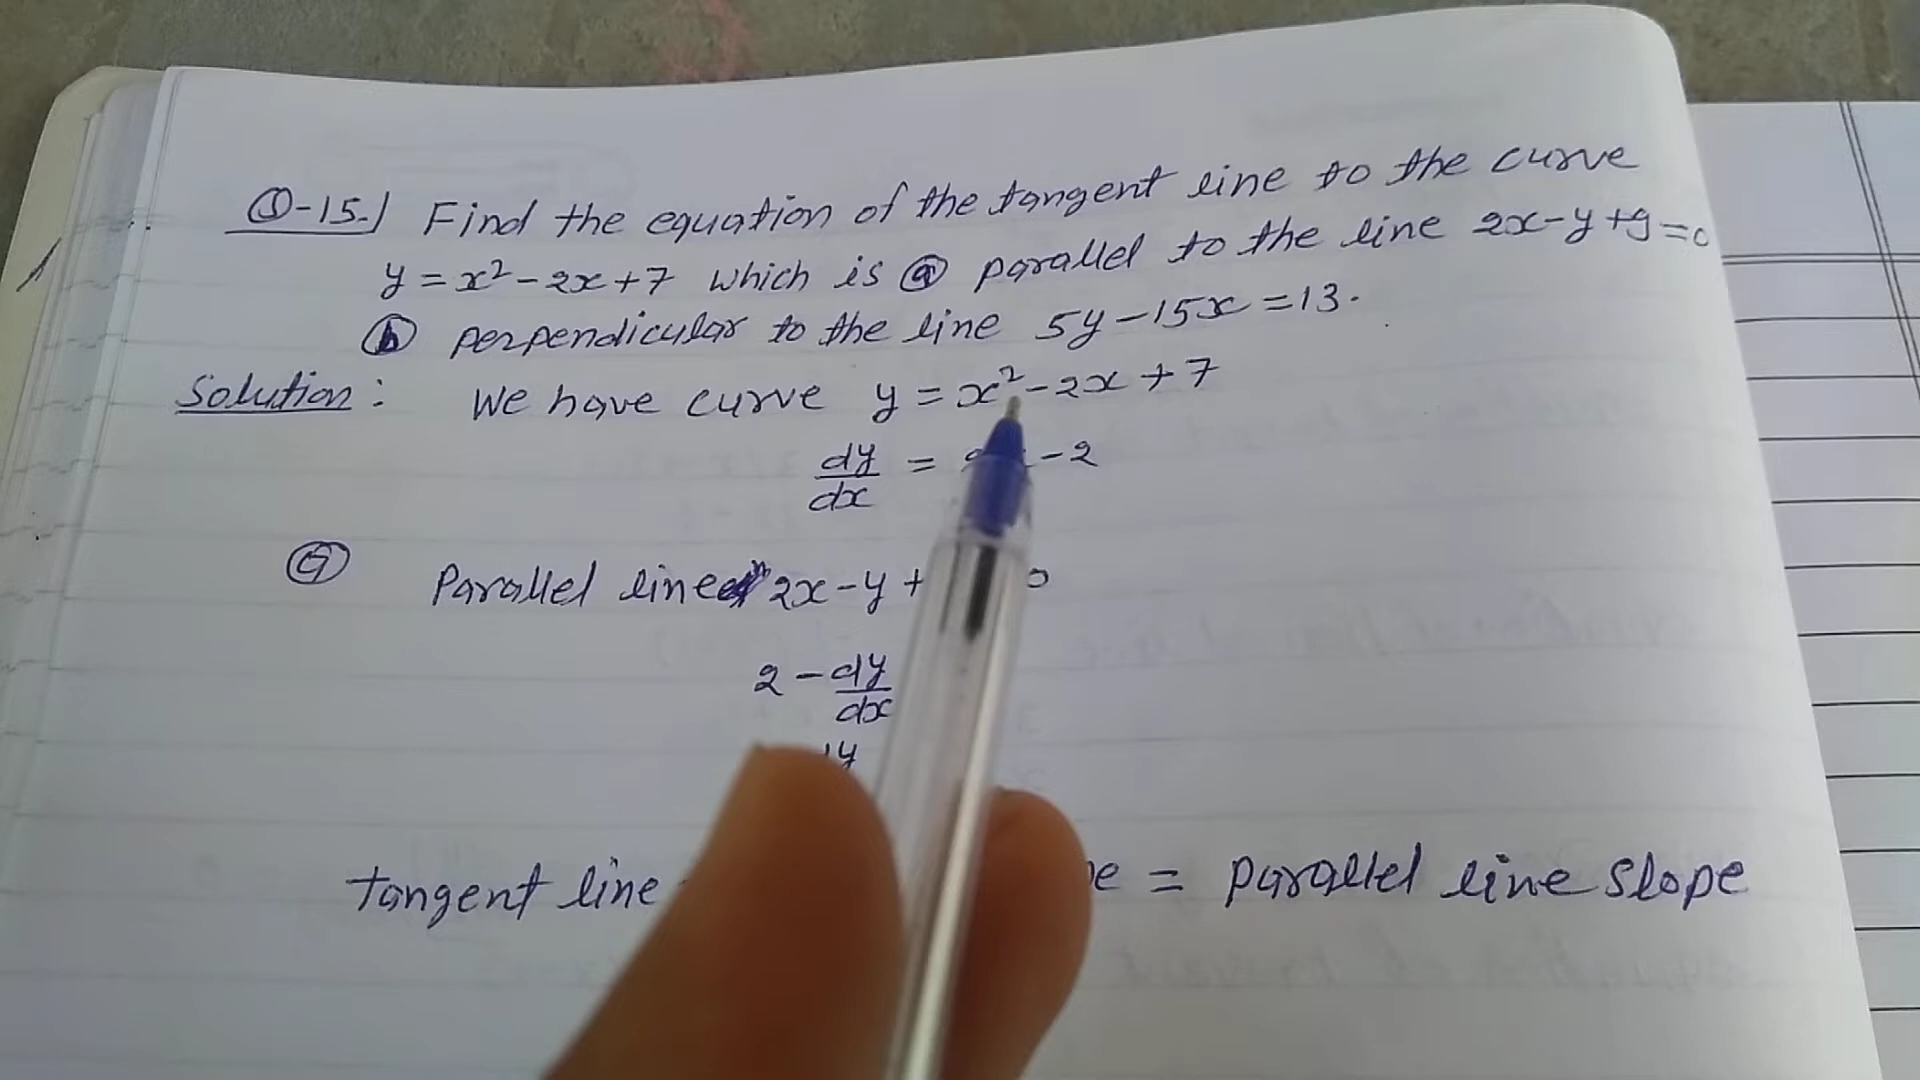 Q-15. Find the equation of the tangent line to the curve
y = x² - 2x + 7 which is (a) parallel to the line 2x - y + 9 = 0
(b) perpendicular to the line 5y - 15x = 13.
Solution: We have curve y = x² - 2x + 7
dy/dx = - 2
(a) Parallel line 2x - y +
2 - dy/dx
tangent line = parallel line slope